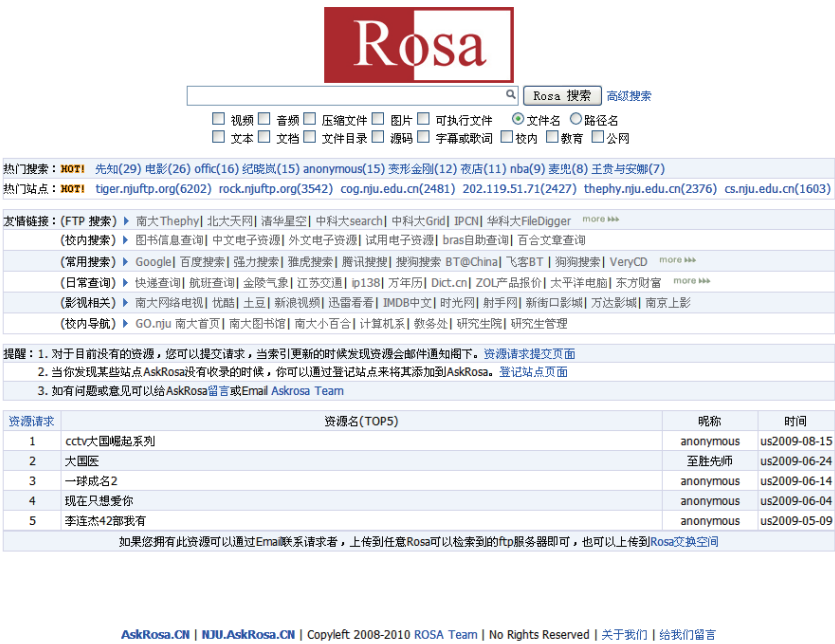 Rosa
Rosa 搜索 高级搜索
视频 音频 压缩文件 图片 可执行文件 文件名 路径名
文本 文档 文件目录 源码 字幕或歌词 校内 教育 公网
热门搜索：HOT! 先知(29) 电影(26) offic(16) 纪晓岚(15) anonymous(15) 变形金刚(12) 夜店(11) nba(9) 麦兜(8) 王贵与安娜(7)
热门站点：HOT! tiger.njuftp.org(6202) rock.njuftp.org(3542) cog.nju.edu.cn(2481) 202.119.51.71(2427) thephy.nju.edu.cn(2376) cs.nju.edu.cn(1603)
友情链接：(FTP 搜索) 南大Thephy| 北大天网| 清华星空| 中科大search| 中科大Grid| IPCN| 华科大FileDigger more
(校内搜索) 图书信息查询| 中文电子资源| 外文电子资源| 试用电子资源| bras自助查询| 百合文章查询
(常用搜索) Google| 百度搜索| 强力搜索| 雅虎搜索| 腾讯搜搜| 搜狗搜索 BT@China| 飞客BT | 狗狗搜索| VeryCD more
(日常查询) 快递查询| 航班查询| 金陵气象| 江苏交通| ip138| 万年历| Dict.cn| ZOL产品报价| 太平洋电脑| 东方财富 more
(影视相关) 南大网络电视| 优酷| 土豆| 新浪视频| 迅雷看看| IMDB中文| 时光网| 射手网| 新街口影城| 万达影城| 南京上影
(校内导航) GO.nju 南大首页| 南大图书馆| 南大小百合| 计算机系| 教务处| 研究生院| 研究生管理
提醒：1. 对于目前没有的资源，您可以提交请求，当索引更新的时候发现资源会邮件通知阁下。资源请求提交页面
2. 当你发现某些站点AskRosa没有收录的时候，你可以通过登记站点来将其添加到AskRosa。登记站点页面
3. 如有问题或意见可以给AskRosa留言或Email Askrosa Team
资源请求 资源名(TOP5) 昵称 时间
1 cctv大国崛起系列 anonymous us2009-08-15
2 大国医 至胜先师 us2009-06-24
3 一球成名2 anonymous us2009-06-14
4 现在只想爱你 anonymous us2009-06-04
5 李连杰42部我有 anonymous us2009-05-09
如果您拥有此资源可以通过Email联系请求者，上传到任意Rosa可以检索到的ftp服务器即可，也可以上传到Rosa交换空间
AskRosa.CN | NJU.AskRosa.CN | Copyleft 2008-2010 ROSA Team | No Rights Reserved | 关于我们 | 给我们留言